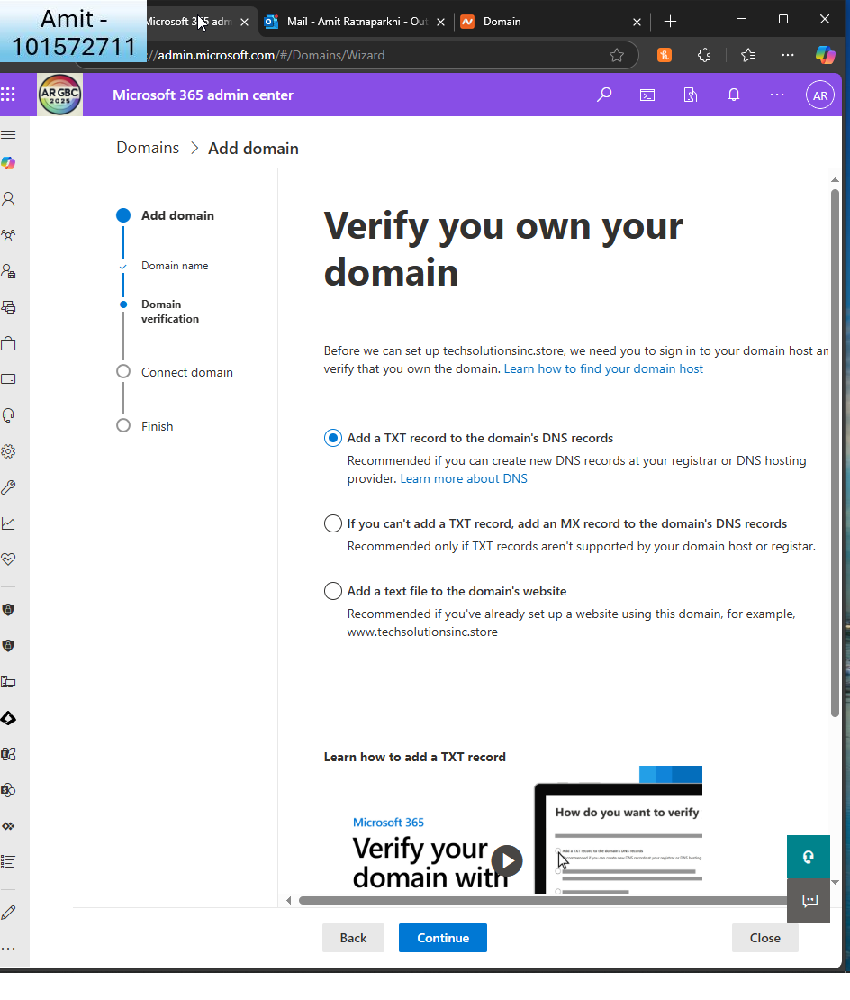 Amit -
101572711
Microsoft 365 adm
Mail - Amit Ratnaparkhi - Out
Domain
//admin.microsoft.com/#/Domains/Wizard
AR GBC
2025
Microsoft 365 admin center
AR
Domains > Add domain
Add domain
Domain name
Domain
verification
Connect domain
Finish
Verify you own your
domain
Before we can set up techsolutionsinc.store, we need you to sign in to your domain host an
verify that you own the domain. Learn how to find your domain host
Add a TXT record to the domain's DNS records
Recommended if you can create new DNS records at your registrar or DNS hosting
provider. Learn more about DNS
If you can't add a TXT record, add an MX record to the domain's DNS records
Recommended only if TXT records aren't supported by your domain host or registar.
Add a text file to the domain's website
Recommended if you've already set up a website using this domain, for example,
www.techsolutionsinc.store
Learn how to add a TXT record
Microsoft 365
Verify your
domain with
How do you want to verify
Add a TXT record to the domain's DNS records
Recommended if you can create new DNS records at your registrar or DNS hosting
Back
Continue
Close